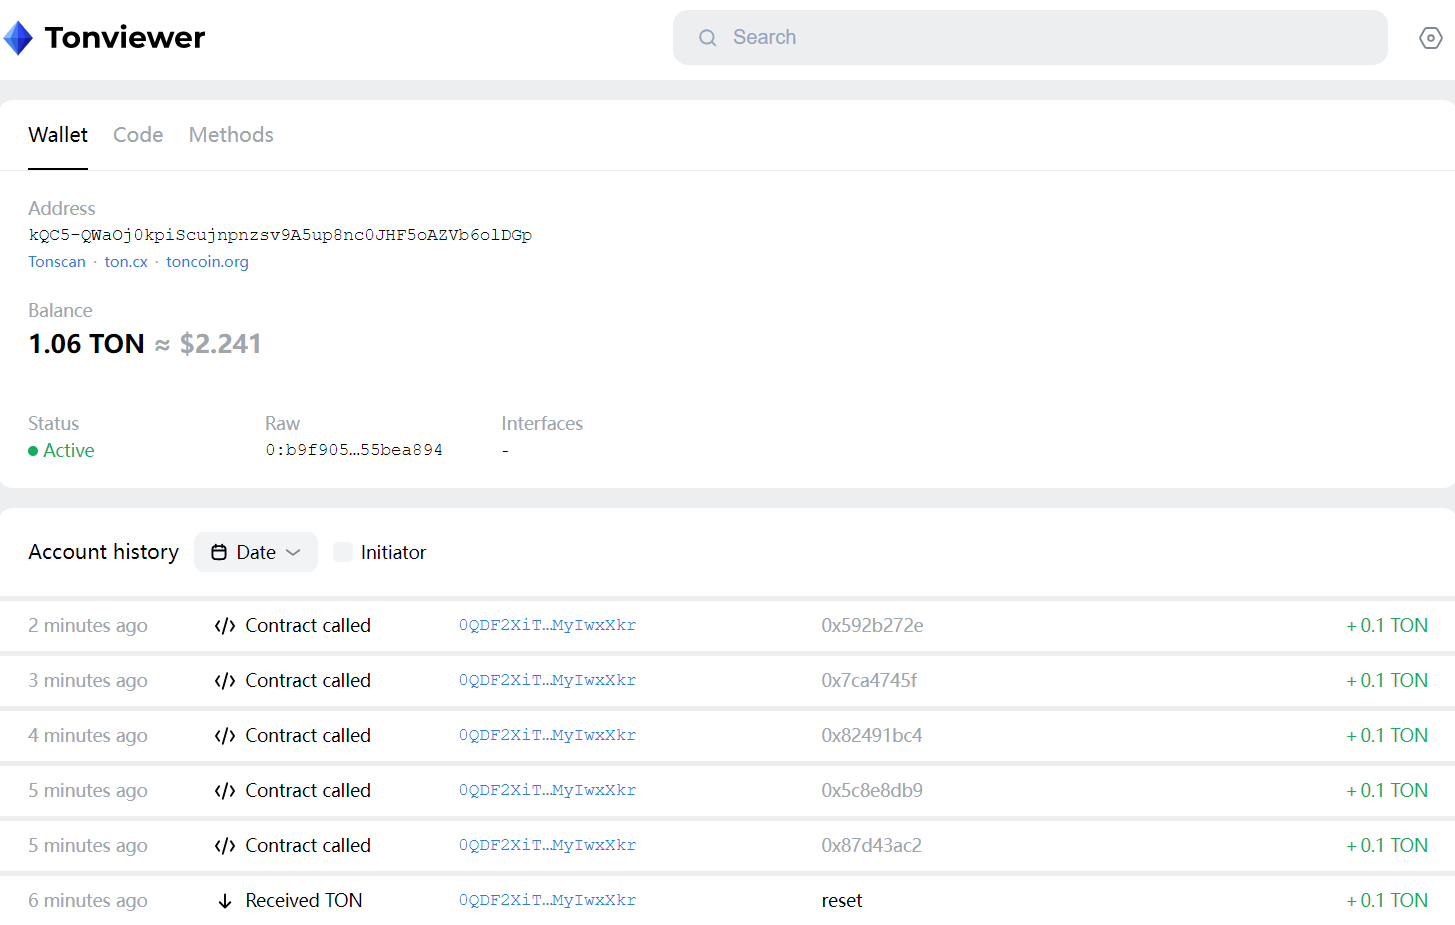 Tonviewer
Search
Wallet Code Methods
Address
kQC5-QWaOj0kpiScujnpnzsv9A5up8nc0JHF5oAZVb6olDGp
Tonscan · ton.cx · toncoin.org
Balance
1.06 TON ≈ $2.241
Status Raw Interfaces
Active 0:b9f905…55bea894 -
Account history Date Initiator
2 minutes ago Contract called 0QDF2XiT…MyIwxXkr 0x592b272e + 0.1 TON
3 minutes ago Contract called 0QDF2XiT…MyIwxXkr 0x7ca4745f + 0.1 TON
4 minutes ago Contract called 0QDF2XiT…MyIwxXkr 0x82491bc4 + 0.1 TON
5 minutes ago Contract called 0QDF2XiT…MyIwxXkr 0x5c8e8db9 + 0.1 TON
5 minutes ago Contract called 0QDF2XiT…MyIwxXkr 0x87d43ac2 + 0.1 TON
6 minutes ago Received TON 0QDF2XiT…MyIwxXkr reset + 0.1 TON